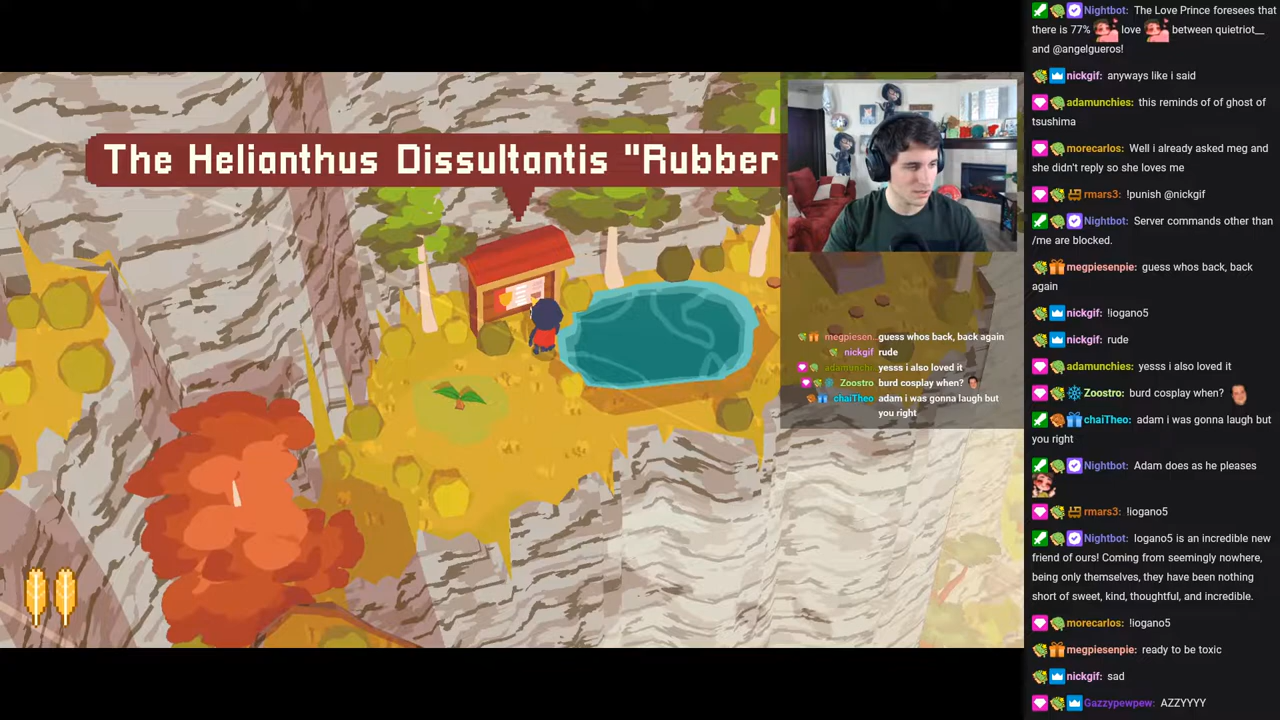 The Helianthus Dissultantis "Rubber
megpiesen.. guess whos back, back again
nickgif rude
adamunchi.. yesss i also loved it
Zoostro burd cosplay when?
chaiTheo adam i was gonna laugh but
you right
Nightbot: The Love Prince foresees that
there is 77% love between quietriot__
and @angelgueros!
nickgif: anyways like i said
adamunchies: this reminds of of ghost of
tsushima
morecarlos: Well i already asked meg and
she didn't reply so she loves me
rmars3: !punish @nickgif
Nightbot: Server commands other than
/me are blocked.
megpiesenpie: guess whos back, back
again
nickgif: !iogano5
nickgif: rude
adamunchies: yesss i also loved it
Zoostro: burd cosplay when?
chaiTheo: adam i was gonna laugh but
you right
Nightbot: Adam does as he pleases
rmars3: !iogano5
Nightbot: Iogano5 is an incredible new
friend of ours! Coming from seemingly nowhere,
being only themselves, they have been nothing
short of sweet, kind, thoughtful, and incredible.
morecarlos: !iogano5
megpiesenpie: ready to be toxic
nickgif: sad
Gazzypewpew: AZZYYYY